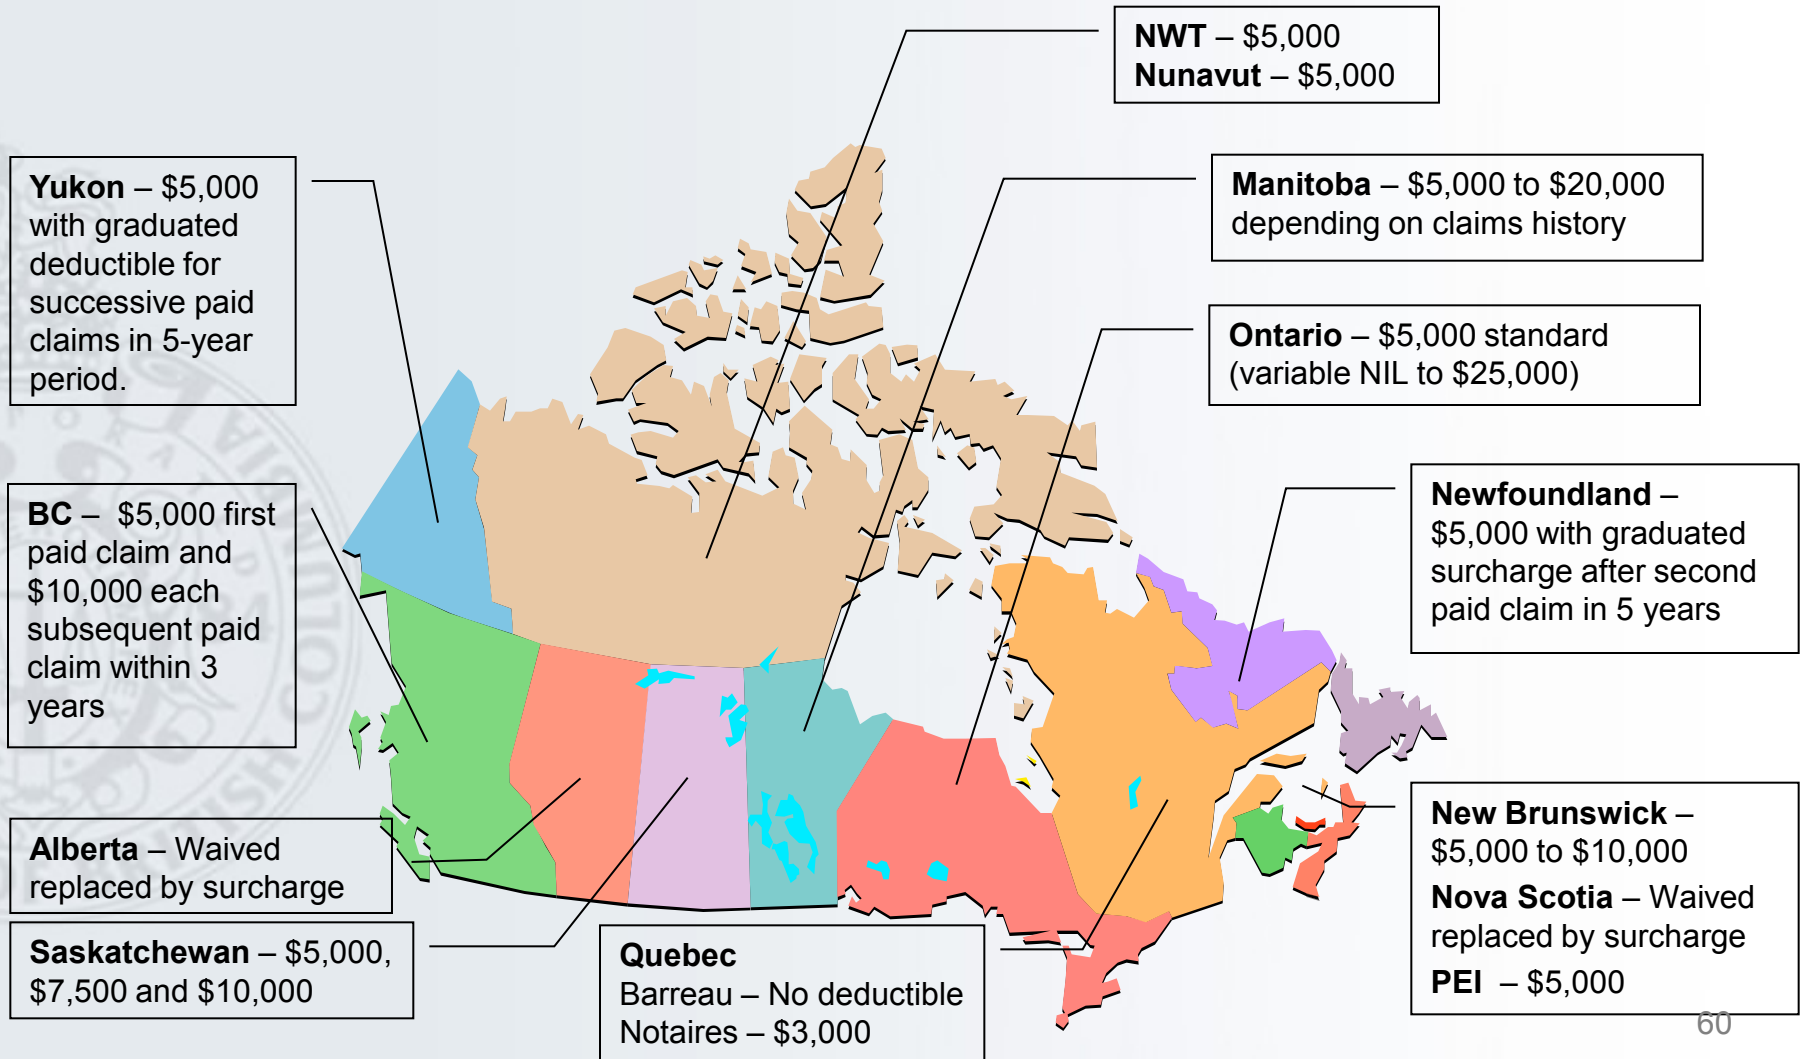 NWT – $5,000
Nunavut – $5,000
Yukon – $5,000
with graduated
deductible for
successive paid
claims in 5-year
period.
Manitoba – $5,000 to $20,000
depending on claims history
Ontario – $5,000 standard
(variable NIL to $25,000)
BC –  $5,000 first
paid claim and
$10,000 each
subsequent paid
claim within 3
years
Newfoundland –
$5,000 with graduated
surcharge after second
paid claim in 5 years
Alberta – Waived
replaced by surcharge
Saskatchewan – $5,000,
$7,500 and $10,000
Quebec
Barreau – No deductible
Notaires – $3,000
New Brunswick –
$5,000 to $10,000
Nova Scotia – Waived
replaced by surcharge
PEI  – $5,000
60